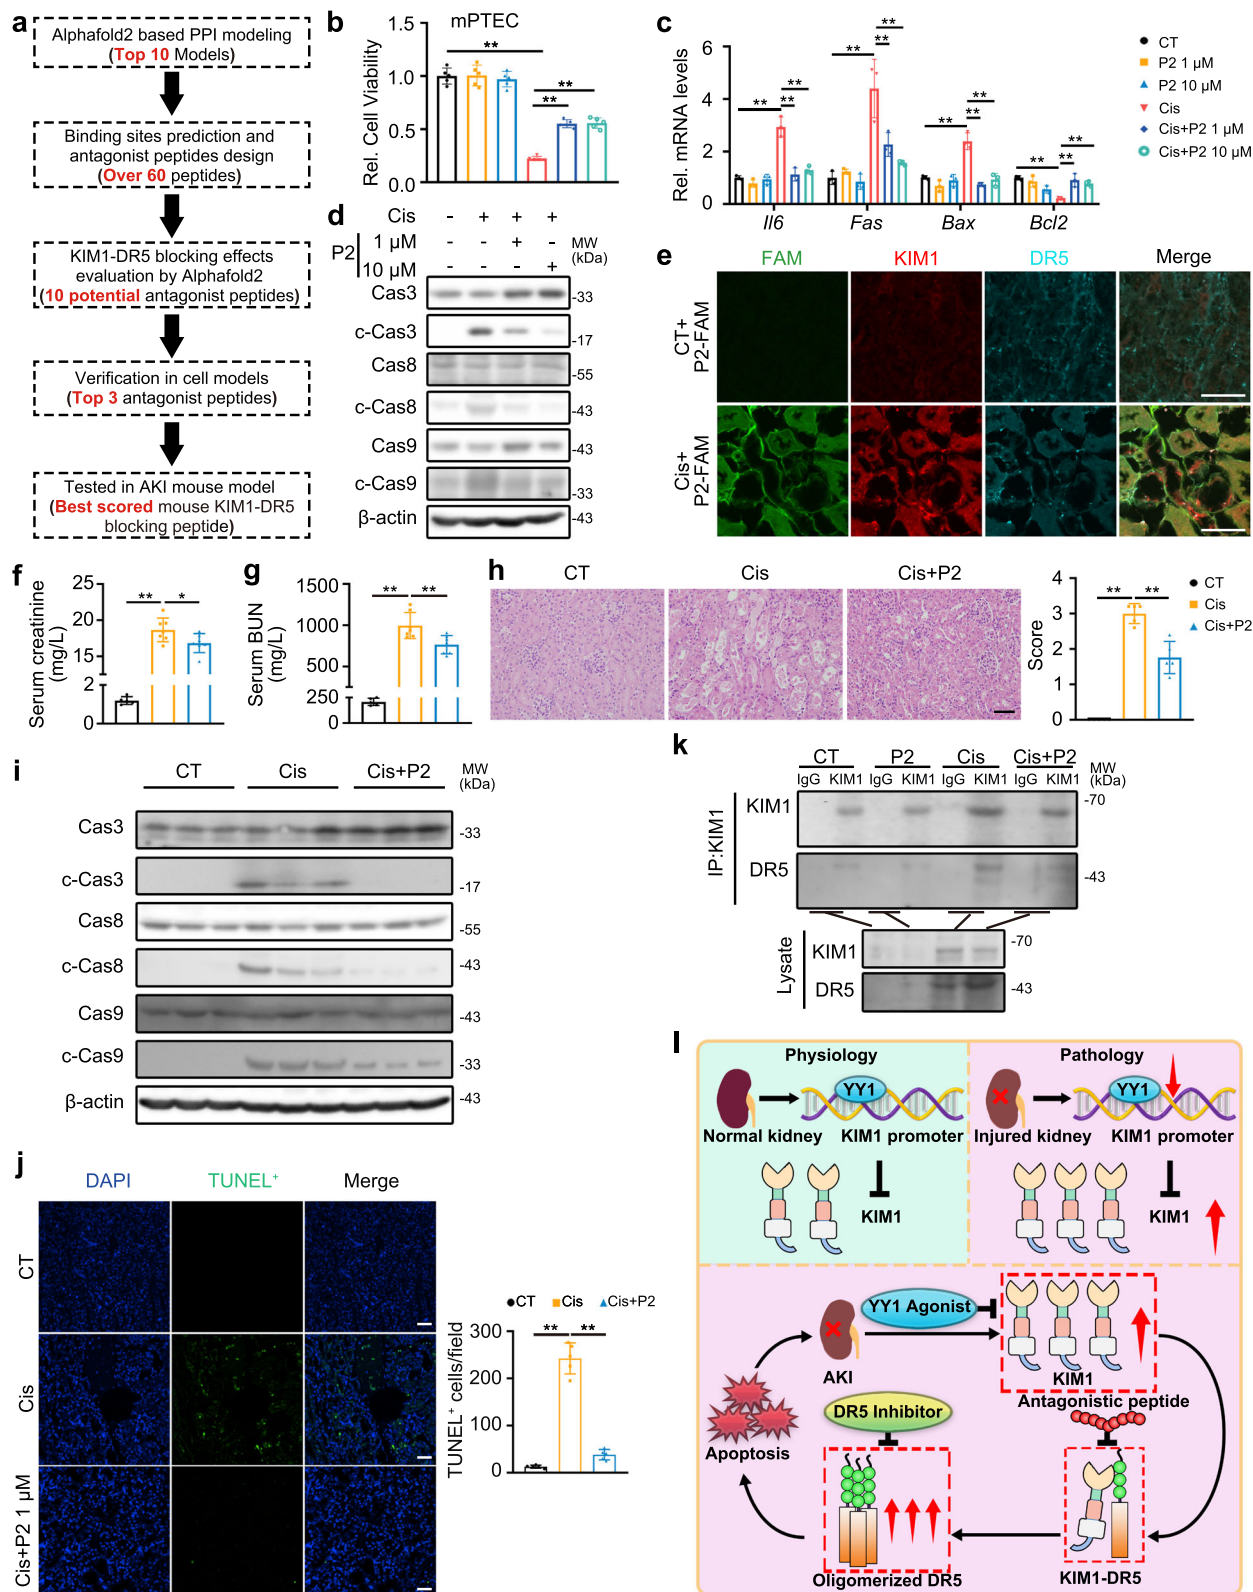 a
Alphafold2 based PPI modeling
(Top 10 Models)
Binding sites prediction and
antagonist peptides design
(Over 60 peptides)
KIM1-DR5 blocking effects
evaluation by Alphafold2
(10 potential antagonist peptides)
Verification in cell models
(Top 3 antagonist peptides)
Tested in AKI mouse model
(Best scored mouse KIM1-DR5
blocking peptide)
b
mPTEC
Rel. Cell Viability
1.5
1.0
0.5
0.0
**
**
**
c
Rel. mRNA levels
6
4
2
0
**
**
**
**
**
**
**
**
**
**
**
**
Il6
Fas
Bax
Bcl2
CT
P2 1 μM
P2 10 μM
Cis
Cis+P2 1 μM
Cis+P2 10 μM
d
Cis - + + +
P2
1 μM - - + -
10 μM - - - +
MW
(kDa)
Cas3 -33
c-Cas3 -17
Cas8 -55
c-Cas8 -43
Cas9 -43
c-Cas9 -33
β-actin -43
e
FAM KIM1 DR5 Merge
CT+
P2-FAM
Cis+
P2-FAM
f
Serum creatinine
(mg/L)
25
20
15
2
0
** *
g
Serum BUN
(mg/L)
1500
1000
500
250
0
** **
h
CT Cis Cis+P2
Score
4
3
2
1
0
** **
CT
Cis
Cis+P2
i
CT Cis Cis+P2
MW
(kDa)
Cas3 -33
c-Cas3 -17
Cas8 -55
c-Cas8 -43
Cas9 -43
c-Cas9 -33
β-actin -43
j
DAPI TUNEL+ Merge
CT
Cis
Cis+P2 1 μM
CT Cis Cis+P2
TUNEL+ cells/field
300
200
100
0
** **
k
CT P2 Cis Cis+P2
IgG KIM1 IgG KIM1 IgG KIM1 IgG KIM1
MW
(kDa)
IP:KIM1
KIM1 -70
DR5 -43
Lysate
KIM1 -70
DR5 -43
l
Physiology
YY1
Normal kidney KIM1 promoter
KIM1
Pathology
YY1
Injured kidney KIM1 promoter
KIM1
YY1 Agonist
AKI
KIM1
Antagonistic peptide
DR5 Inhibitor
Apoptosis
Oligomerized DR5
KIM1-DR5